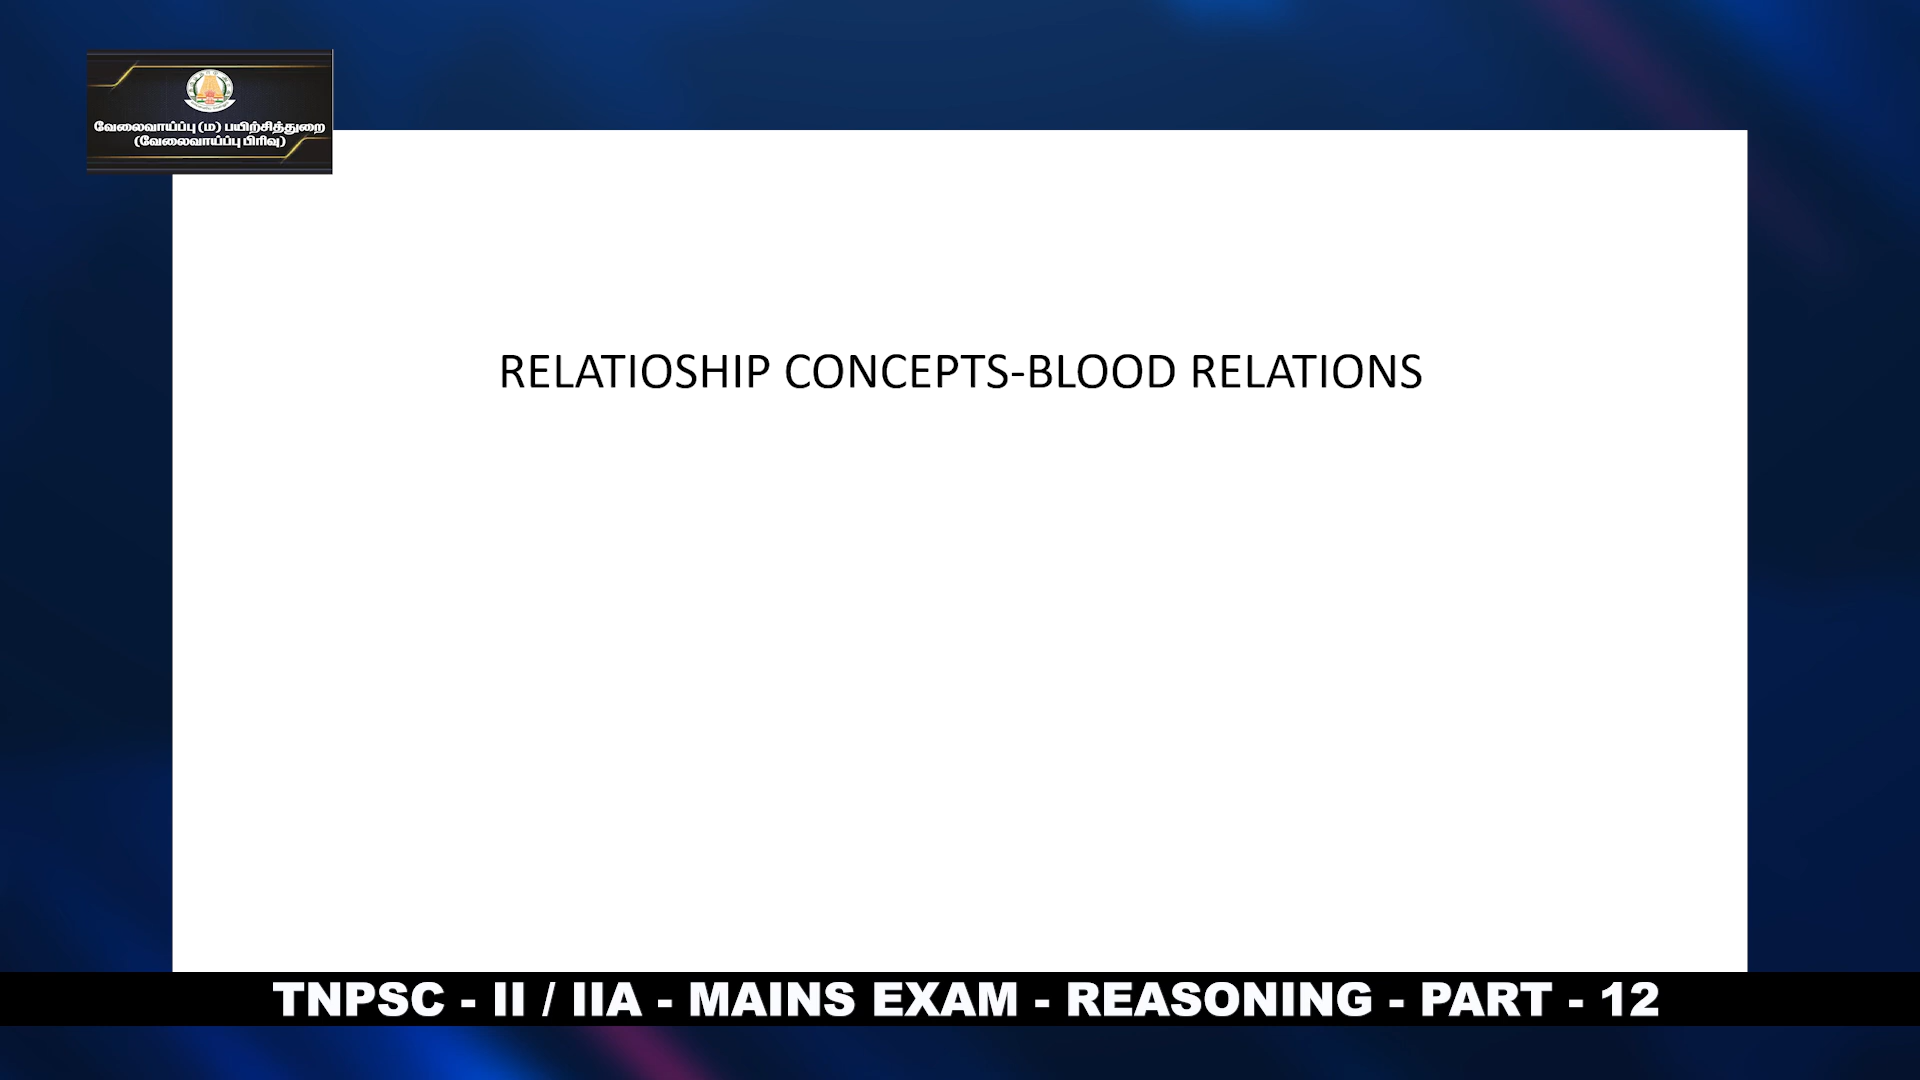 வேலைவாய்ப்பு (ம) பயிற்சித்துறை
(வேலைவாய்ப்பு பிரிவு)
RELATIOSHIP CONCEPTS-BLOOD RELATIONS
TNPSC - II / IIA - MAINS EXAM - REASONING - PART - 12